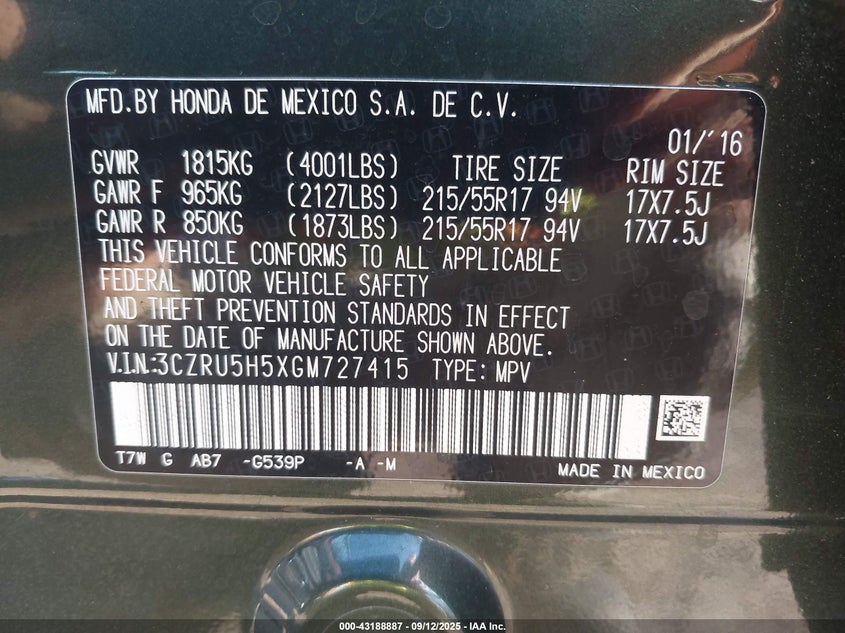 MFD.BY HONDA DE MEXICO S.A. DE C.V.
01/'16
GVWR 1815KG (4001LBS) TIRE SIZE RIM SIZE
GAWR F 965KG (2127LBS) 215/55R17 94V 17X7.5J
GAWR R 850KG (1873LBS) 215/55R17 94V 17X7.5J
THIS VEHICLE CONFORMS TO ALL APPLICABLE
FEDERAL MOTOR VEHICLE SAFETY
AND THEFT PREVENTION STANDARDS IN EFFECT
ON THE DATE OF MANUFACTURE SHOWN ABOVE.
V.I.N.:3CZRU5H5XGM727415 TYPE: MPV
T7W G AB7 -G539P -A -M
MADE IN MEXICO
000-43188887 - 09/12/2025 - IAA Inc.